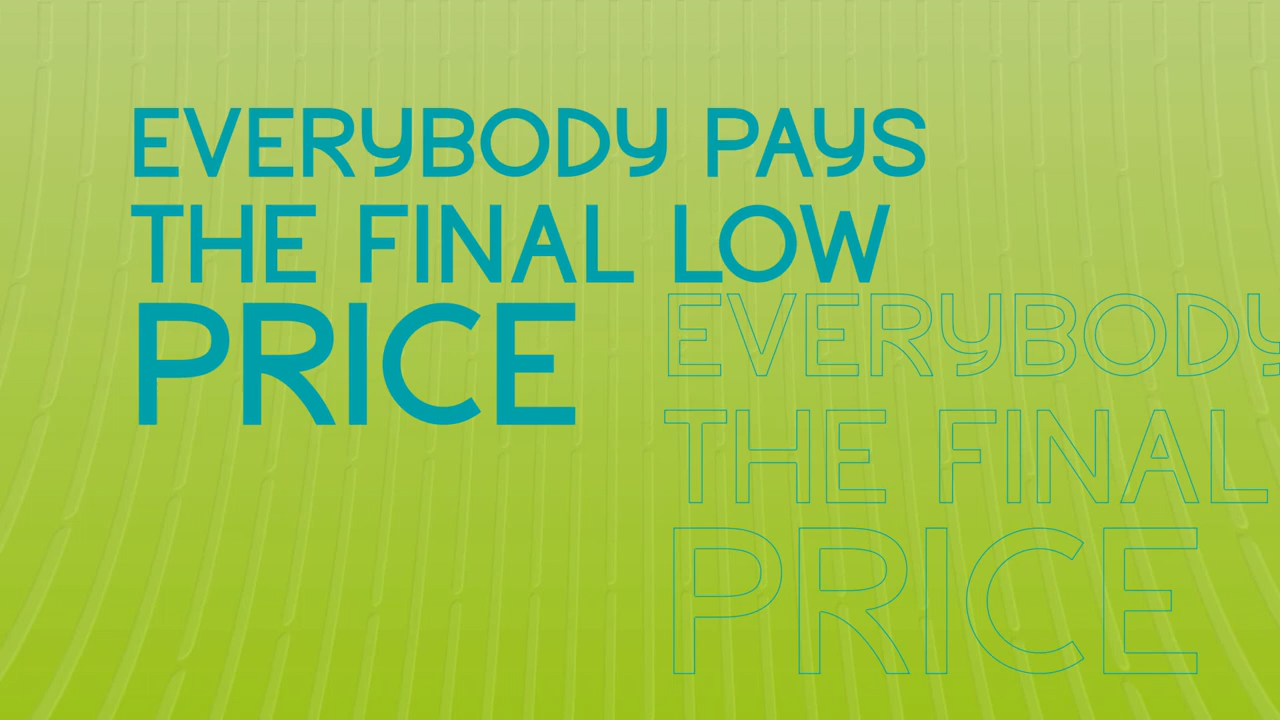 EVERYBODY PAYS
THE FINAL LOW
PRICE
EVERYBODY
THE FINAL
PRICE